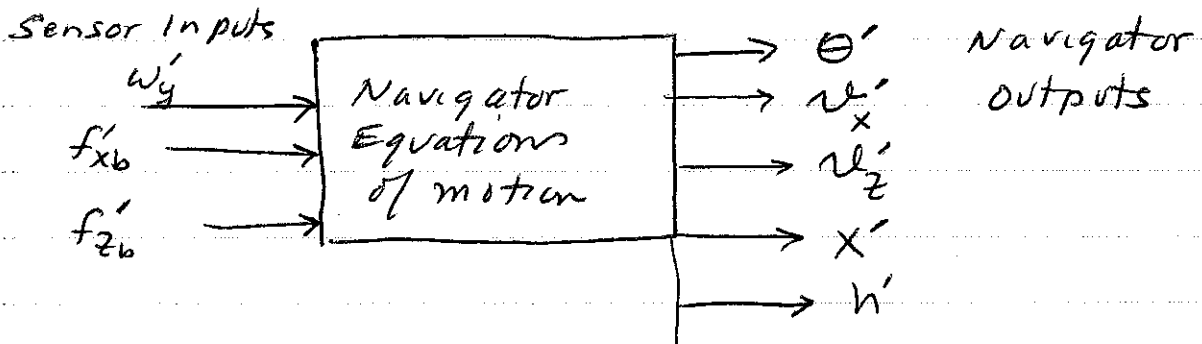 Sensor Inputs
ω'y
f'xb
f'zb
Navigator
Equations
of motion
θ'
v'x
v'z
x'
h'
Navigator
outputs